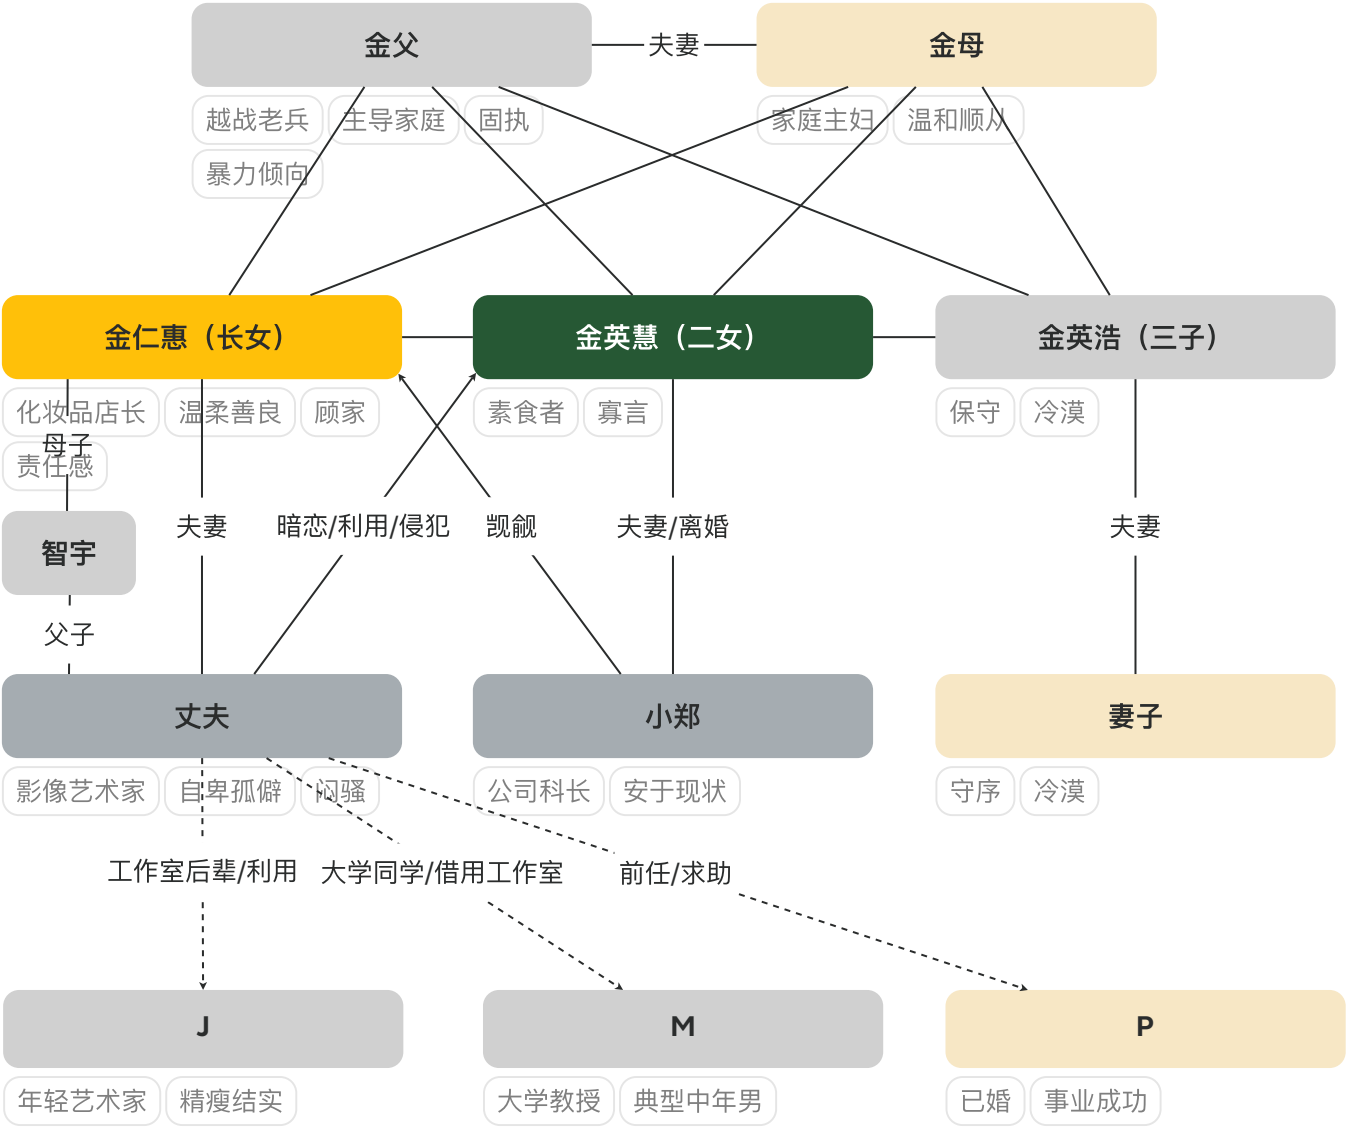 金父
夫妻
金母
越战老兵
主导家庭
固执
家庭主妇
温和顺从
暴力倾向
金仁惠（长女）
金英慧（二女）
金英浩（三子）
化妆品店长
温柔善良
顾家
素食者
寡言
保守
冷漠
母子
责任感
夫妻
暗恋/利用/侵犯
觊觎
夫妻/离婚
夫妻
智宇
父子
丈夫
小郑
妻子
影像艺术家
自卑孤僻
闷骚
公司科长
安于现状
守序
冷漠
工作室后辈/利用
大学同学/借用工作室
前任/求助
J
M
P
年轻艺术家
精瘦结实
大学教授
典型中年男
已婚
事业成功